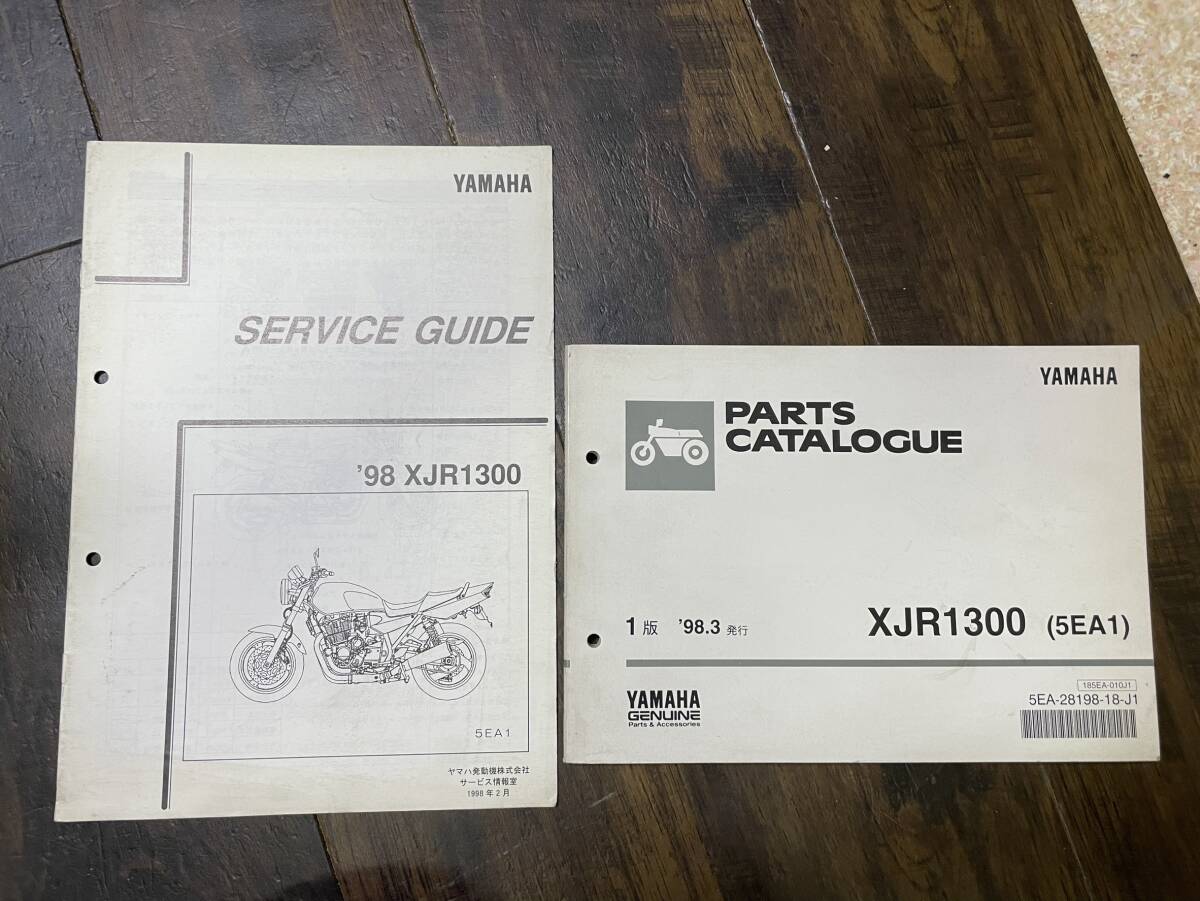 YAMAHA
SERVICE GUIDE
'98 XJR1300
5EA1
ヤマハ発動機株式会社
サービス情報室
1998年2月
YAMAHA
PARTS
CATALOGUE
1版 '98.3 発行
XJR1300 (5EA1)
YAMAHA
GENUINE
Parts & Accessories
185EA-010J1
5EA-28198-18-J1